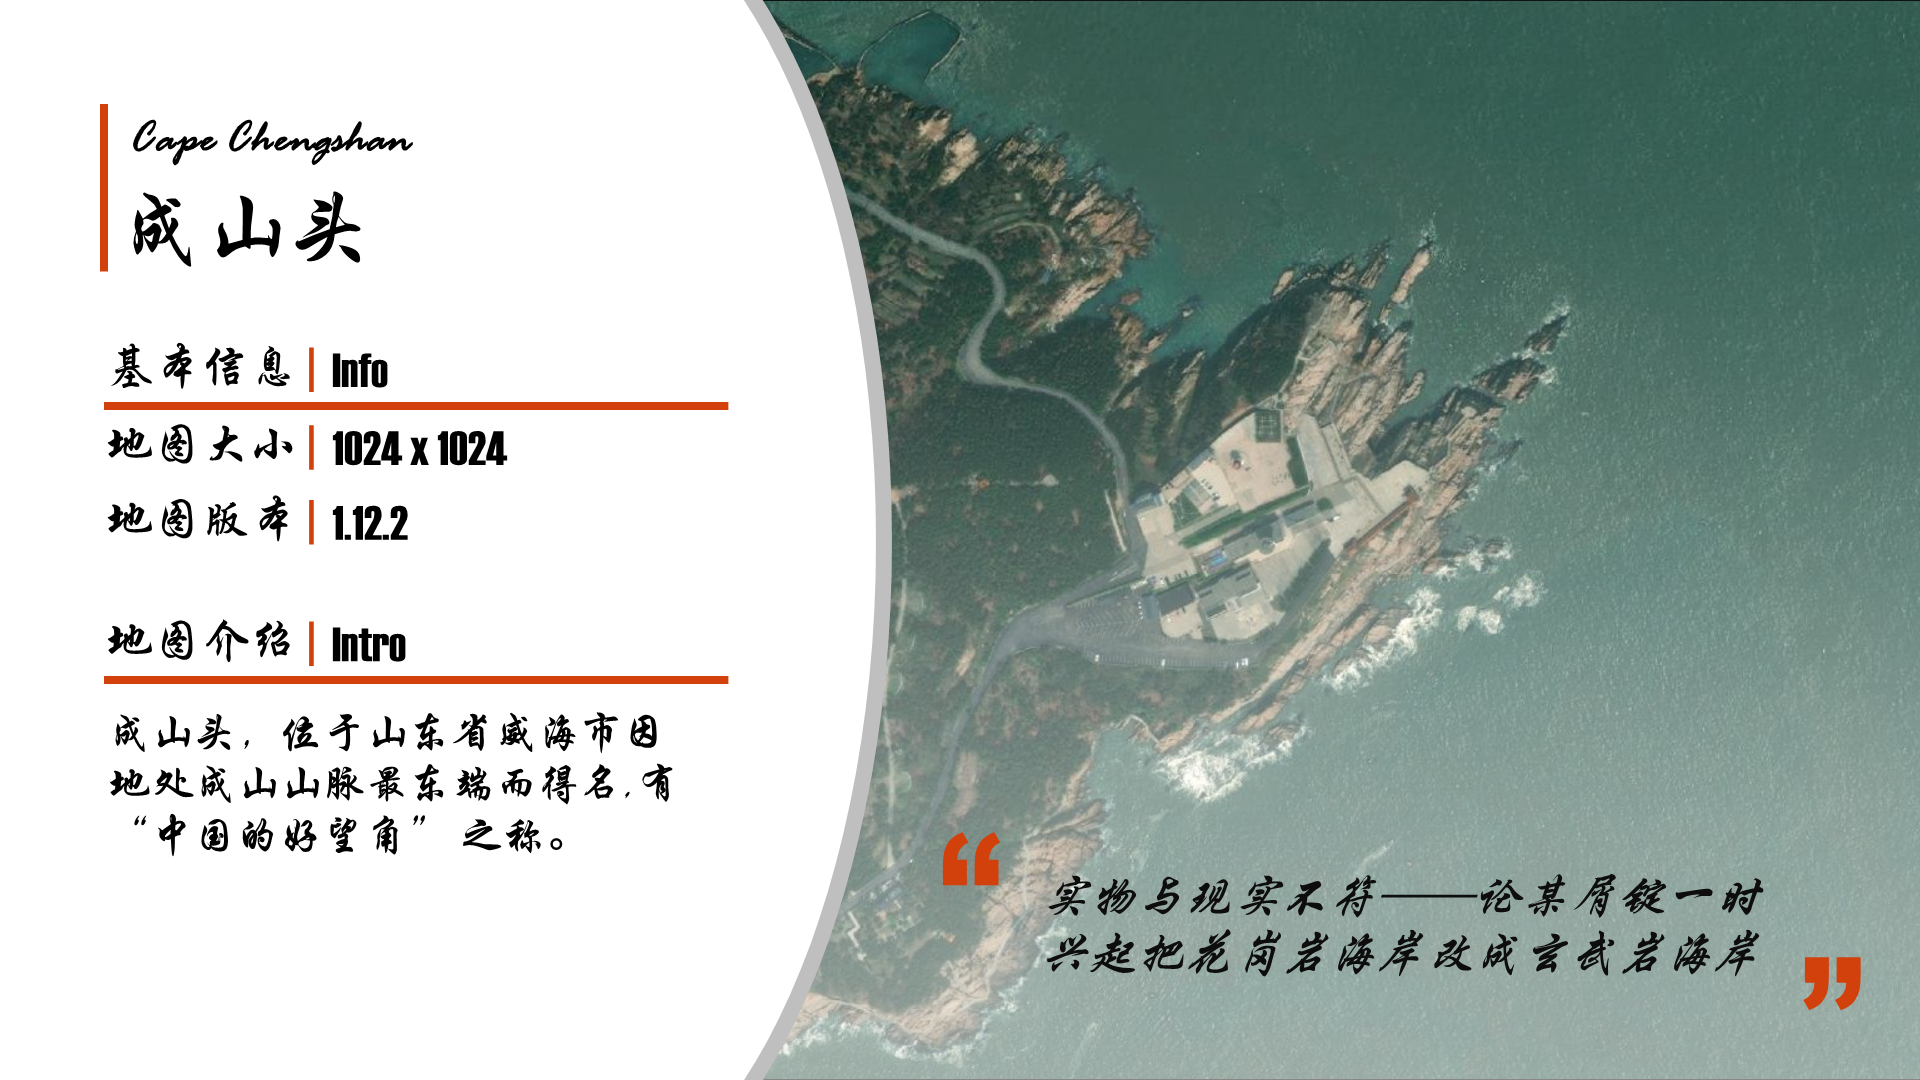 Cape Chengshan
成山头
基本信息 | Info
地图大小 | 1024 x 1024
地图版本 | 1.12.2
地图介绍 | Intro
成山头，位于山东省威海市因
地处成山山脉最东端而得名，有
“中国的好望角”之称。
“
实物与现实不符——论某屑锭一时
兴起把花岗岩海岸改成玄武岩海岸
”